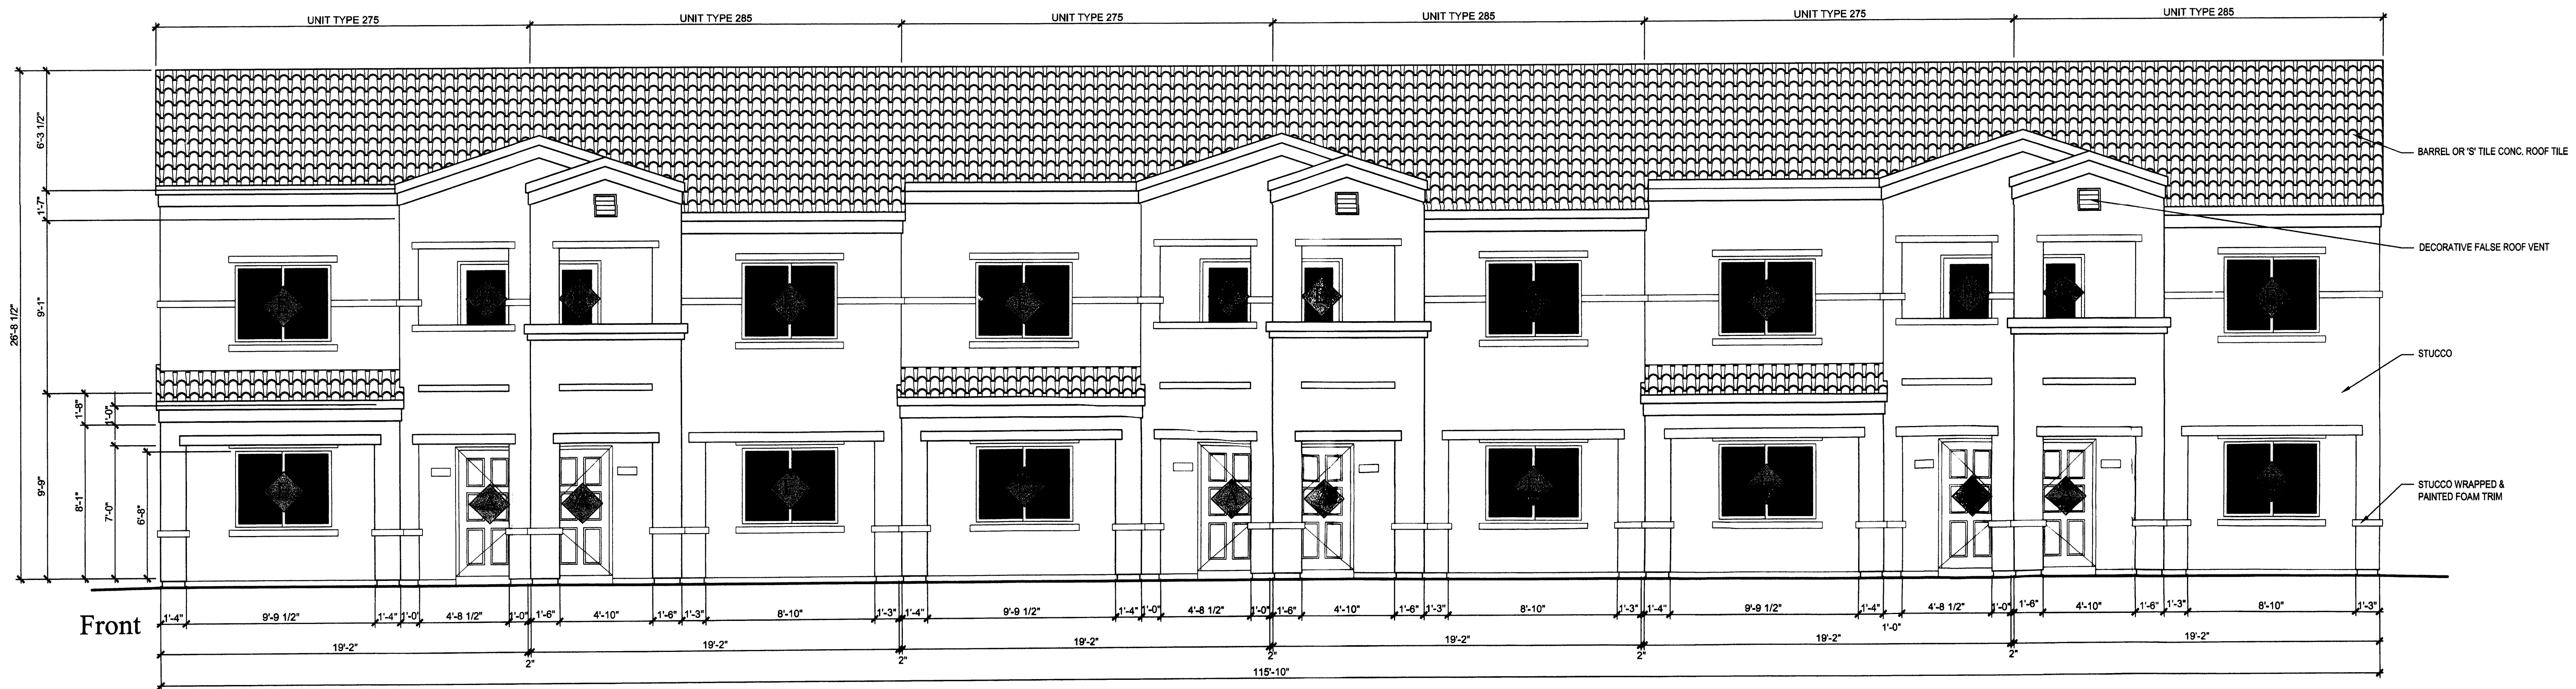 UNIT TYPE 275
UNIT TYPE 285
UNIT TYPE 275
UNIT TYPE 285
UNIT TYPE 275
UNIT TYPE 285
26'-8 1/2"
6'-3 1/2"
1'-7"
9'-1"
9'-9"
1'-8"
8'-1"
1'-0"
7'-0"
6'-8"
BARREL OR 'S' TILE CONC. ROOF TILE
DECORATIVE FALSE ROOF VENT
STUCCO
STUCCO WRAPPED &
PAINTED FOAM TRIM
Front
1'-4" 9'-9 1/2" 1'-4" 1'-0" 4'-8 1/2" 1'-0" 1'-6" 4'-10" 1'-6" 1'-3" 8'-10" 1'-3" 1'-4" 9'-9 1/2" 1'-4" 1'-0" 4'-8 1/2" 1'-0" 1'-6" 4'-10" 1'-6" 1'-3" 8'-10" 1'-3" 1'-4" 9'-9 1/2" 1'-4" 1'-0" 4'-8 1/2" 1'-0" 1'-6" 4'-10" 1'-6" 1'-3" 8'-10" 1'-3"
19'-2" 2" 19'-2" 2" 19'-2" 2" 19'-2" 2" 19'-2" 2" 19'-2"
115'-10"